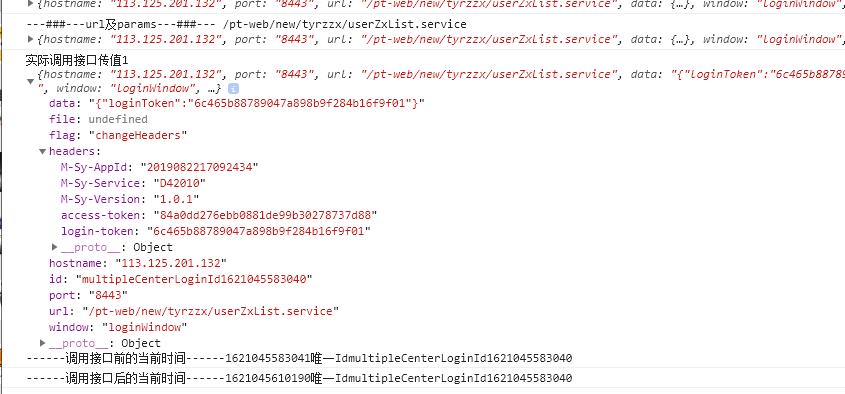 {hostname: "113.125.201.132", port: "8443", url: "/pt-web/new/tyrzzx/userZxList.service", data: {…}, window: "loginWindow"
---###---url及params---###--- /pt-web/new/tyrzzx/userZxList.service
{hostname: "113.125.201.132", port: "8443", url: "/pt-web/new/tyrzzx/userZxList.service", data: {…}, window: "loginWindow"
实际调用接口传值1
{hostname: "113.125.201.132", port: "8443", url: "/pt-web/new/tyrzzx/userZxList.service", data: "{"loginToken":"6c465b88789
", window: "loginWindow", …}
data: "{"loginToken":"6c465b88789047a898b9f284b16f9f01"}"
file: undefined
flag: "changeHeaders"
headers:
M-Sy-AppId: "2019082217092434"
M-Sy-Service: "D42010"
M-Sy-Version: "1.0.1"
access-token: "84a0dd276ebb0881de99b30278737d88"
login-token: "6c465b88789047a898b9f284b16f9f01"
__proto__: Object
hostname: "113.125.201.132"
id: "multipleCenterLoginId1621045583040"
port: "8443"
url: "/pt-web/new/tyrzzx/userZxList.service"
window: "loginWindow"
__proto__: Object
------调用接口前的当前时间------1621045583041唯一IdmultipleCenterLoginId1621045583040
------调用接口后的当前时间------1621045610190唯一IdmultipleCenterLoginId1621045583040